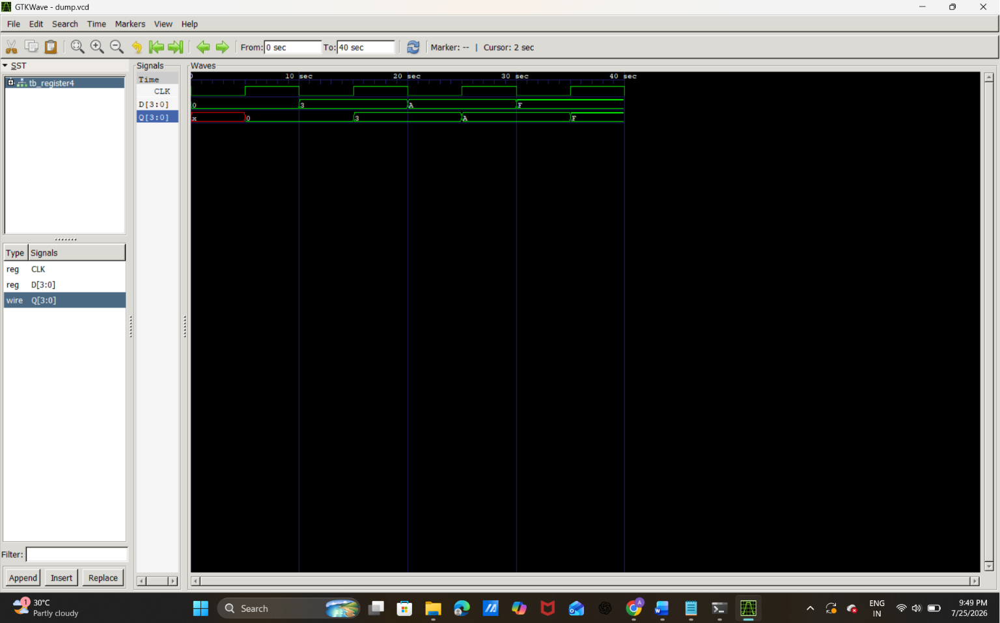 GTKWave - dump.vcd
File Edit Search Time Markers View Help
From: 0 sec To: 40 sec Marker: -- | Cursor: 2 sec
SST
tb_register4
Type Signals
reg CLK
reg D[3:0]
wire Q[3:0]
Filter:
Append Insert Replace
Signals
Time
CLK
D[3:0]
Q[3:0]
Waves
0 10 sec 20 sec 30 sec 40 sec
0 3 A F
x 0 3 A F
1
30°C
Partly cloudy
Search
ENG
IN
9:49 PM
7/25/2026